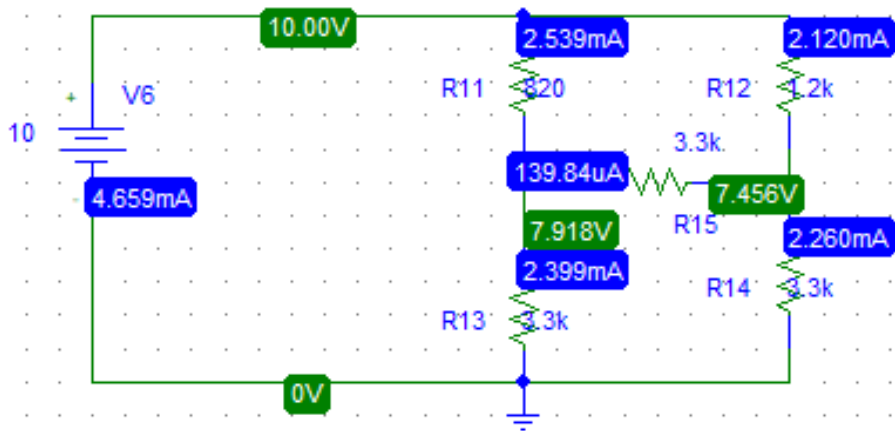 10.00V
2.539mA
2.120mA
+
V6
R11
820
R12
1.2k
10
3.3k
139.84uA
7.456V
-
4.659mA
R15
7.918V
2.260mA
2.399mA
R14
3.3k
R13
3.3k
0V